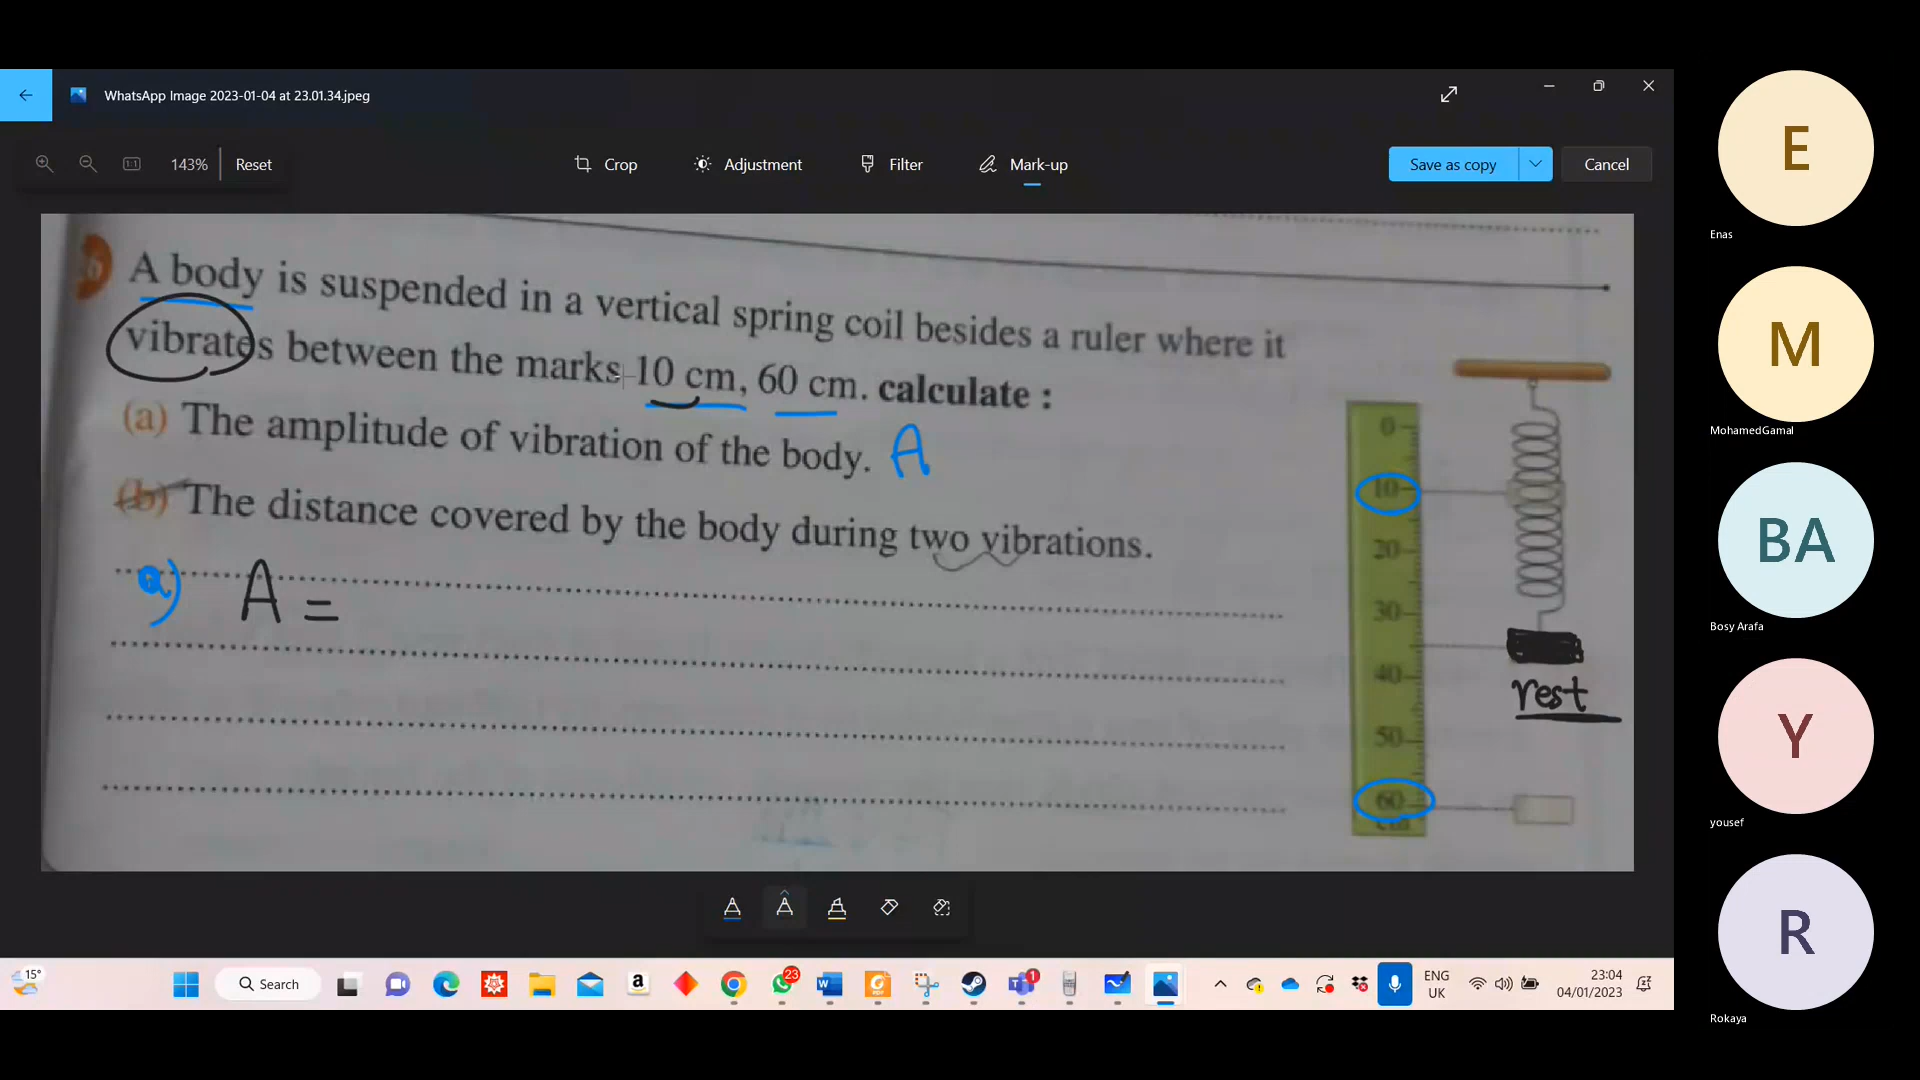 WhatsApp Image 2023-01-04 at 23.01.34.jpeg
143% Reset
Crop
Adjustment
Filter
Mark-up
Save as copy
Cancel
A body is suspended in a vertical spring coil besides a ruler where it
vibrates between the marks 10 cm, 60 cm. calculate :
(a) The amplitude of vibration of the body. A
(b) The distance covered by the body during two vibrations.
a) A =
0
10
20
30
40
50
60
cm
rest
E
Enas
M
MohamedGamal
BA
Bosy Arafa
Y
yousef
R
Rokaya
15°
Search
23
1
ENG
UK
23:04
04/01/2023